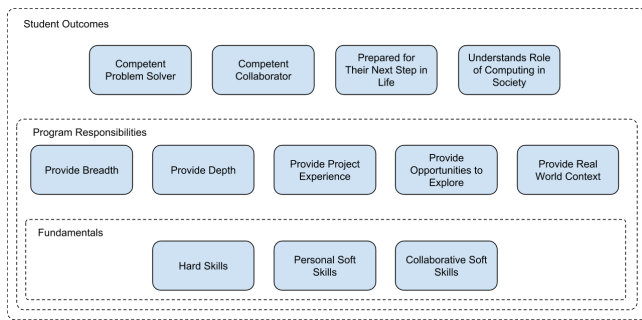 Student Outcomes
Competent
Problem Solver
Competent
Collaborator
Prepared for
Their Next Step in
Life
Understands Role
of Computing in
Society
Program Responsibilities
Provide Breadth
Provide Depth
Provide Project
Experience
Provide
Opportunities to
Explore
Provide Real
World Context
Fundamentals
Hard Skills
Personal Soft
Skills
Collaborative Soft
Skills